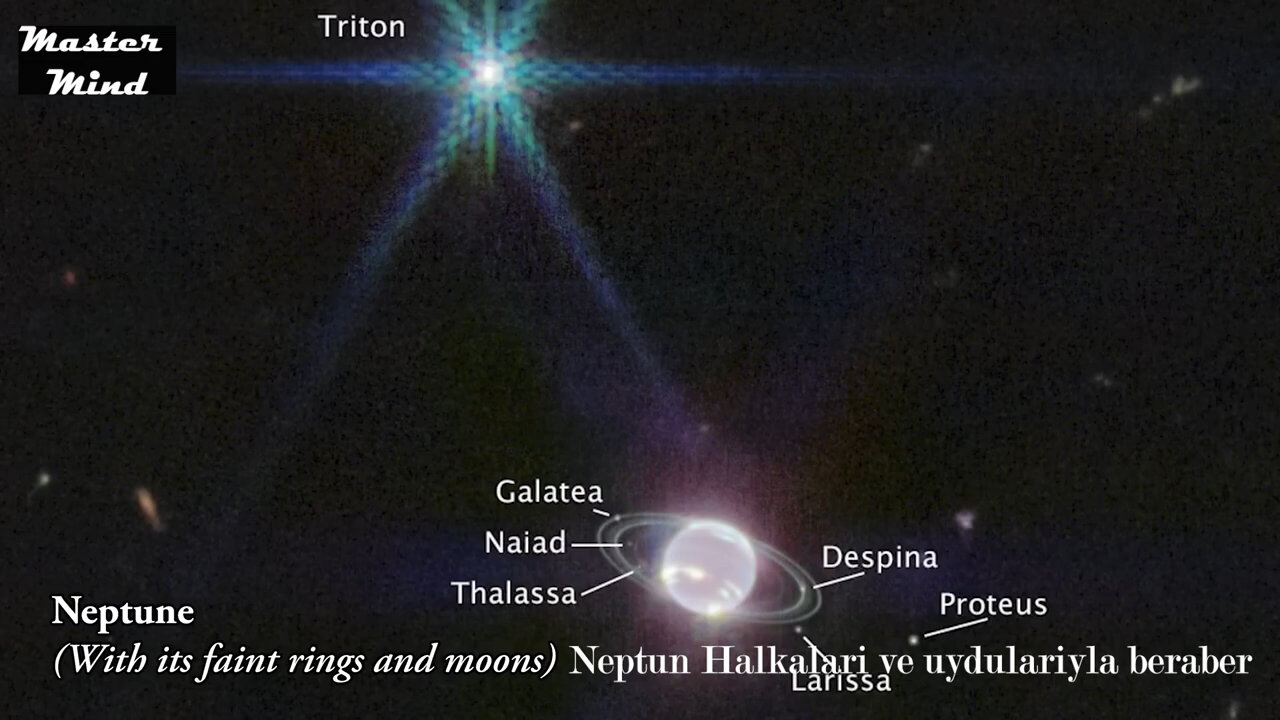 Triton
Master
Mind
Galatea
Naiad
Thalassa
Despina
Proteus
Neptune
(With its faint rings and moons) Neptun Halkalari ve uydulariyla beraber
Larissa